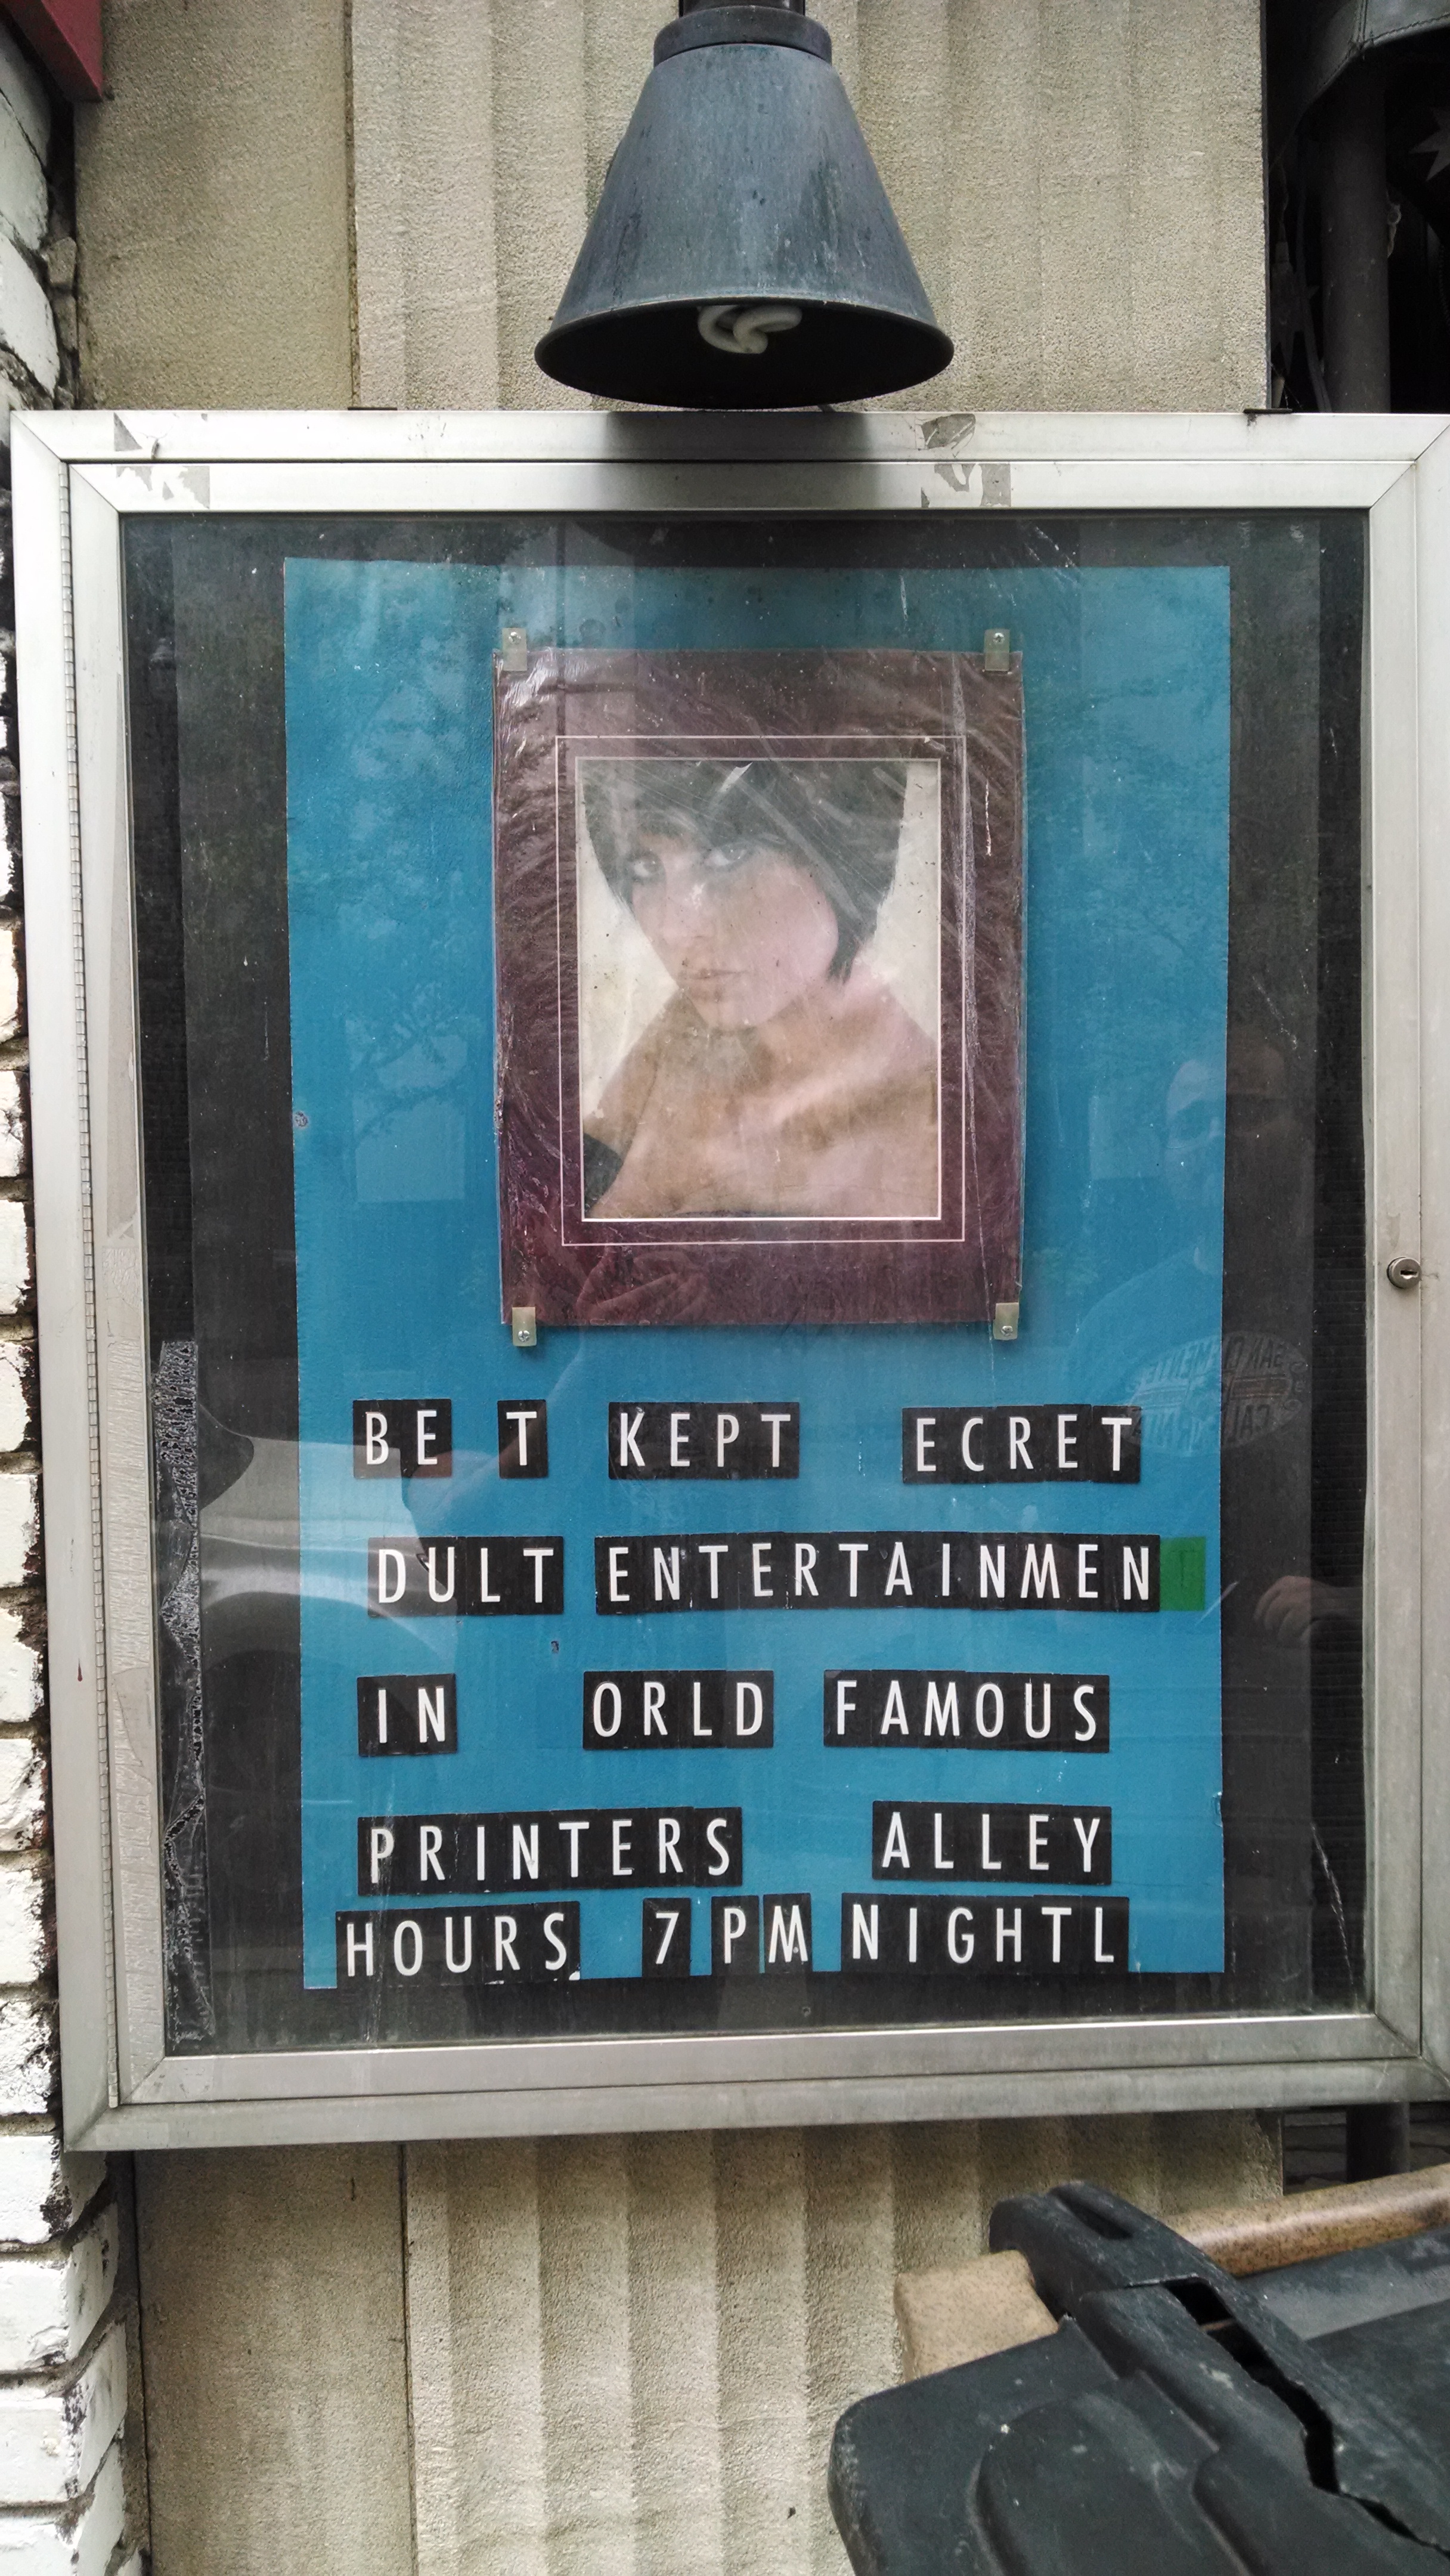 BE T KEPT ECRET
DULT ENTERTAINMEN
IN ORLD FAMOUS
PRINTERS ALLEY
HOURS 7 PM NIGHTL